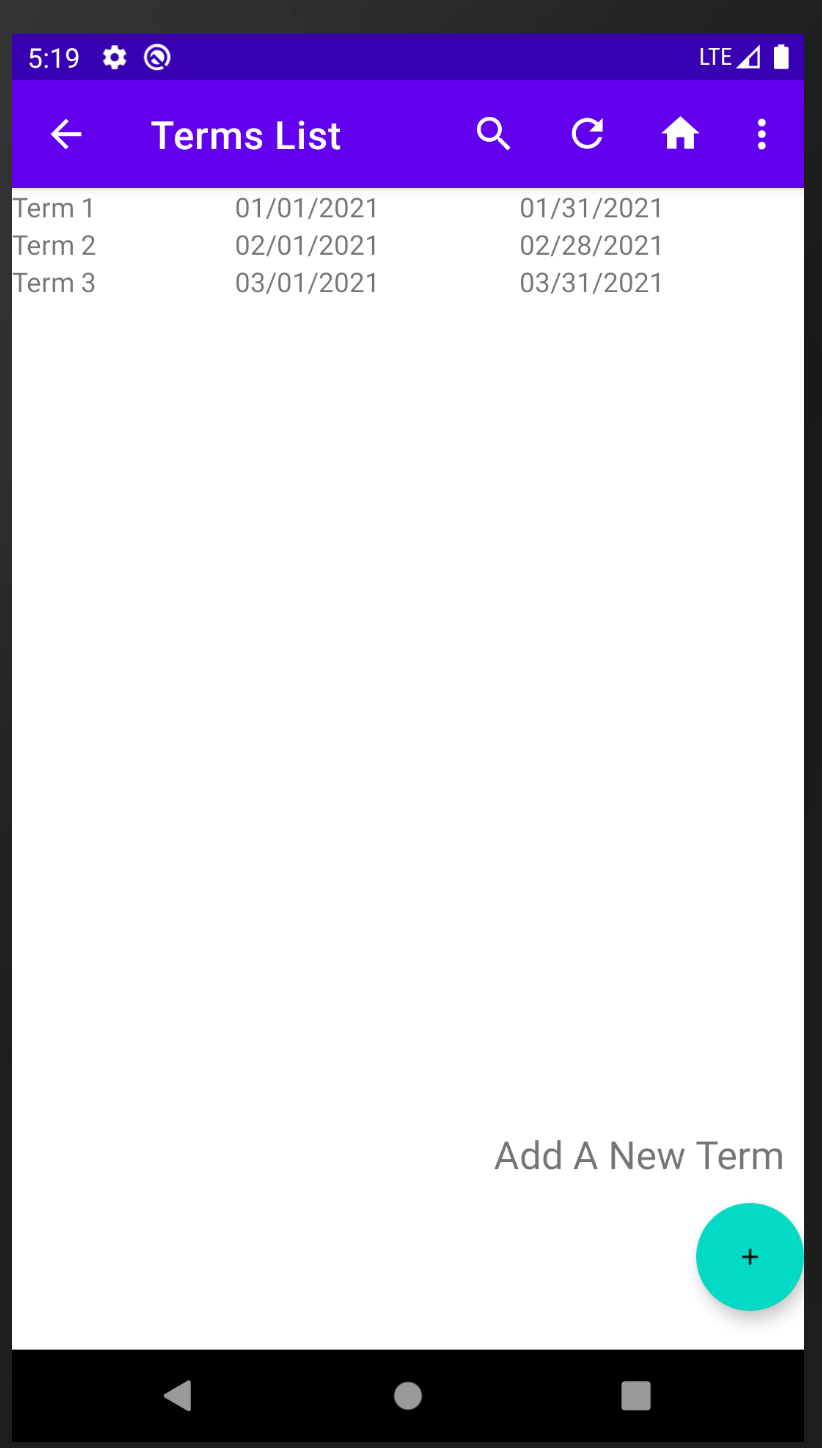 5:19 LTE
Terms List
Term 1 01/01/2021 01/31/2021
Term 2 02/01/2021 02/28/2021
Term 3 03/01/2021 03/31/2021
Add A New Term
+